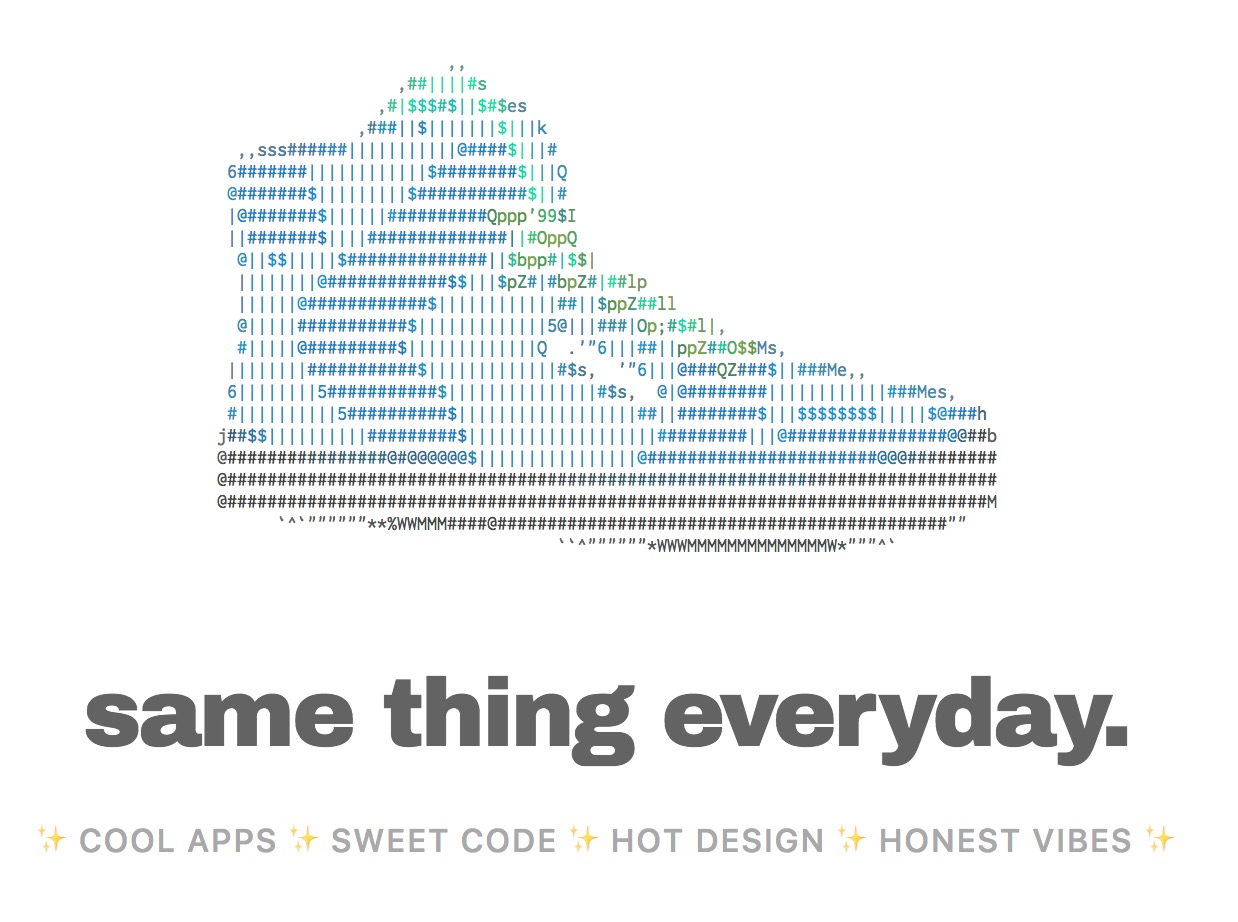 same thing everyday.
✨ COOL APPS ✨ SWEET CODE ✨ HOT DESIGN ✨ HONEST VIBES ✨